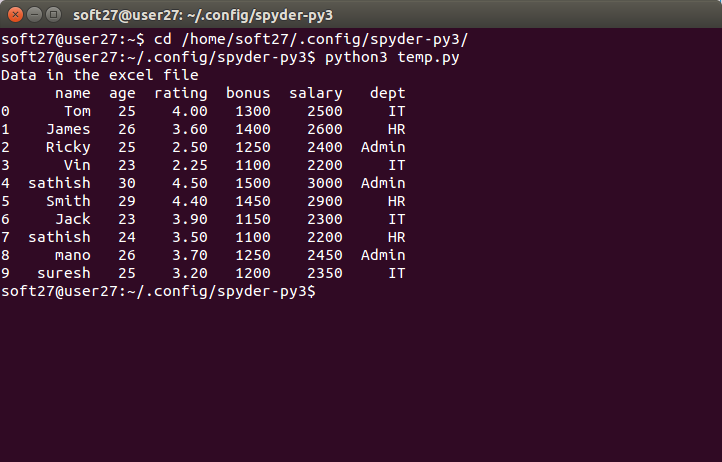 soft27@user27: ~/.config/spyder-py3
soft27@user27:~$ cd /home/soft27/.config/spyder-py3/
soft27@user27:~/.config/spyder-py3$ python3 temp.py
Data in the excel file
      name  age  rating  bonus  salary   dept
0      Tom   25    4.00   1300    2500     IT
1    James   26    3.60   1400    2600     HR
2    Ricky   25    2.50   1250    2400  Admin
3      Vin   23    2.25   1100    2200     IT
4  sathish   30    4.50   1500    3000  Admin
5    Smith   29    4.40   1450    2900     HR
6     Jack   23    3.90   1150    2300     IT
7  sathish   24    3.50   1100    2200     HR
8     mano   26    3.70   1250    2450  Admin
9   suresh   25    3.20   1200    2350     IT
soft27@user27:~/.config/spyder-py3$